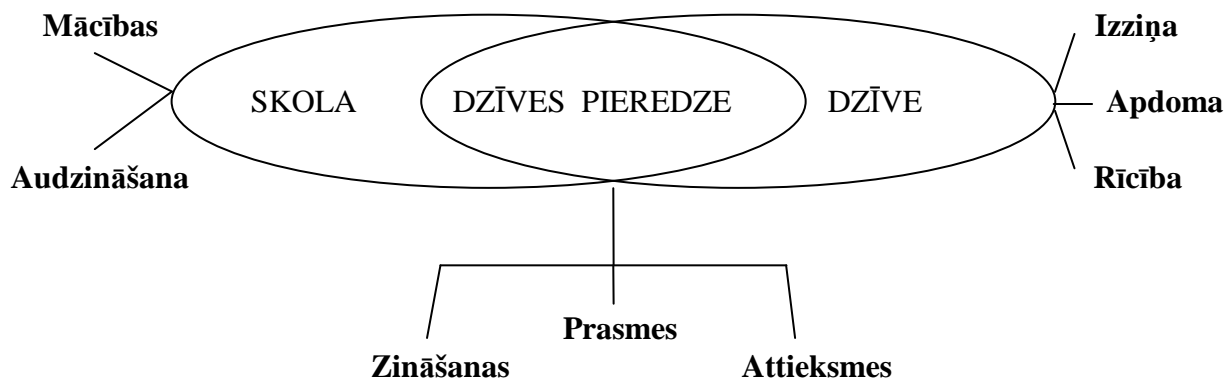 Mācības
Izziņa
SKOLA DZĪVES PIEREDZE DZĪVE
Apdoma
Audzināšana
Rīcība
Prasmes
Zināšanas
Attieksmes